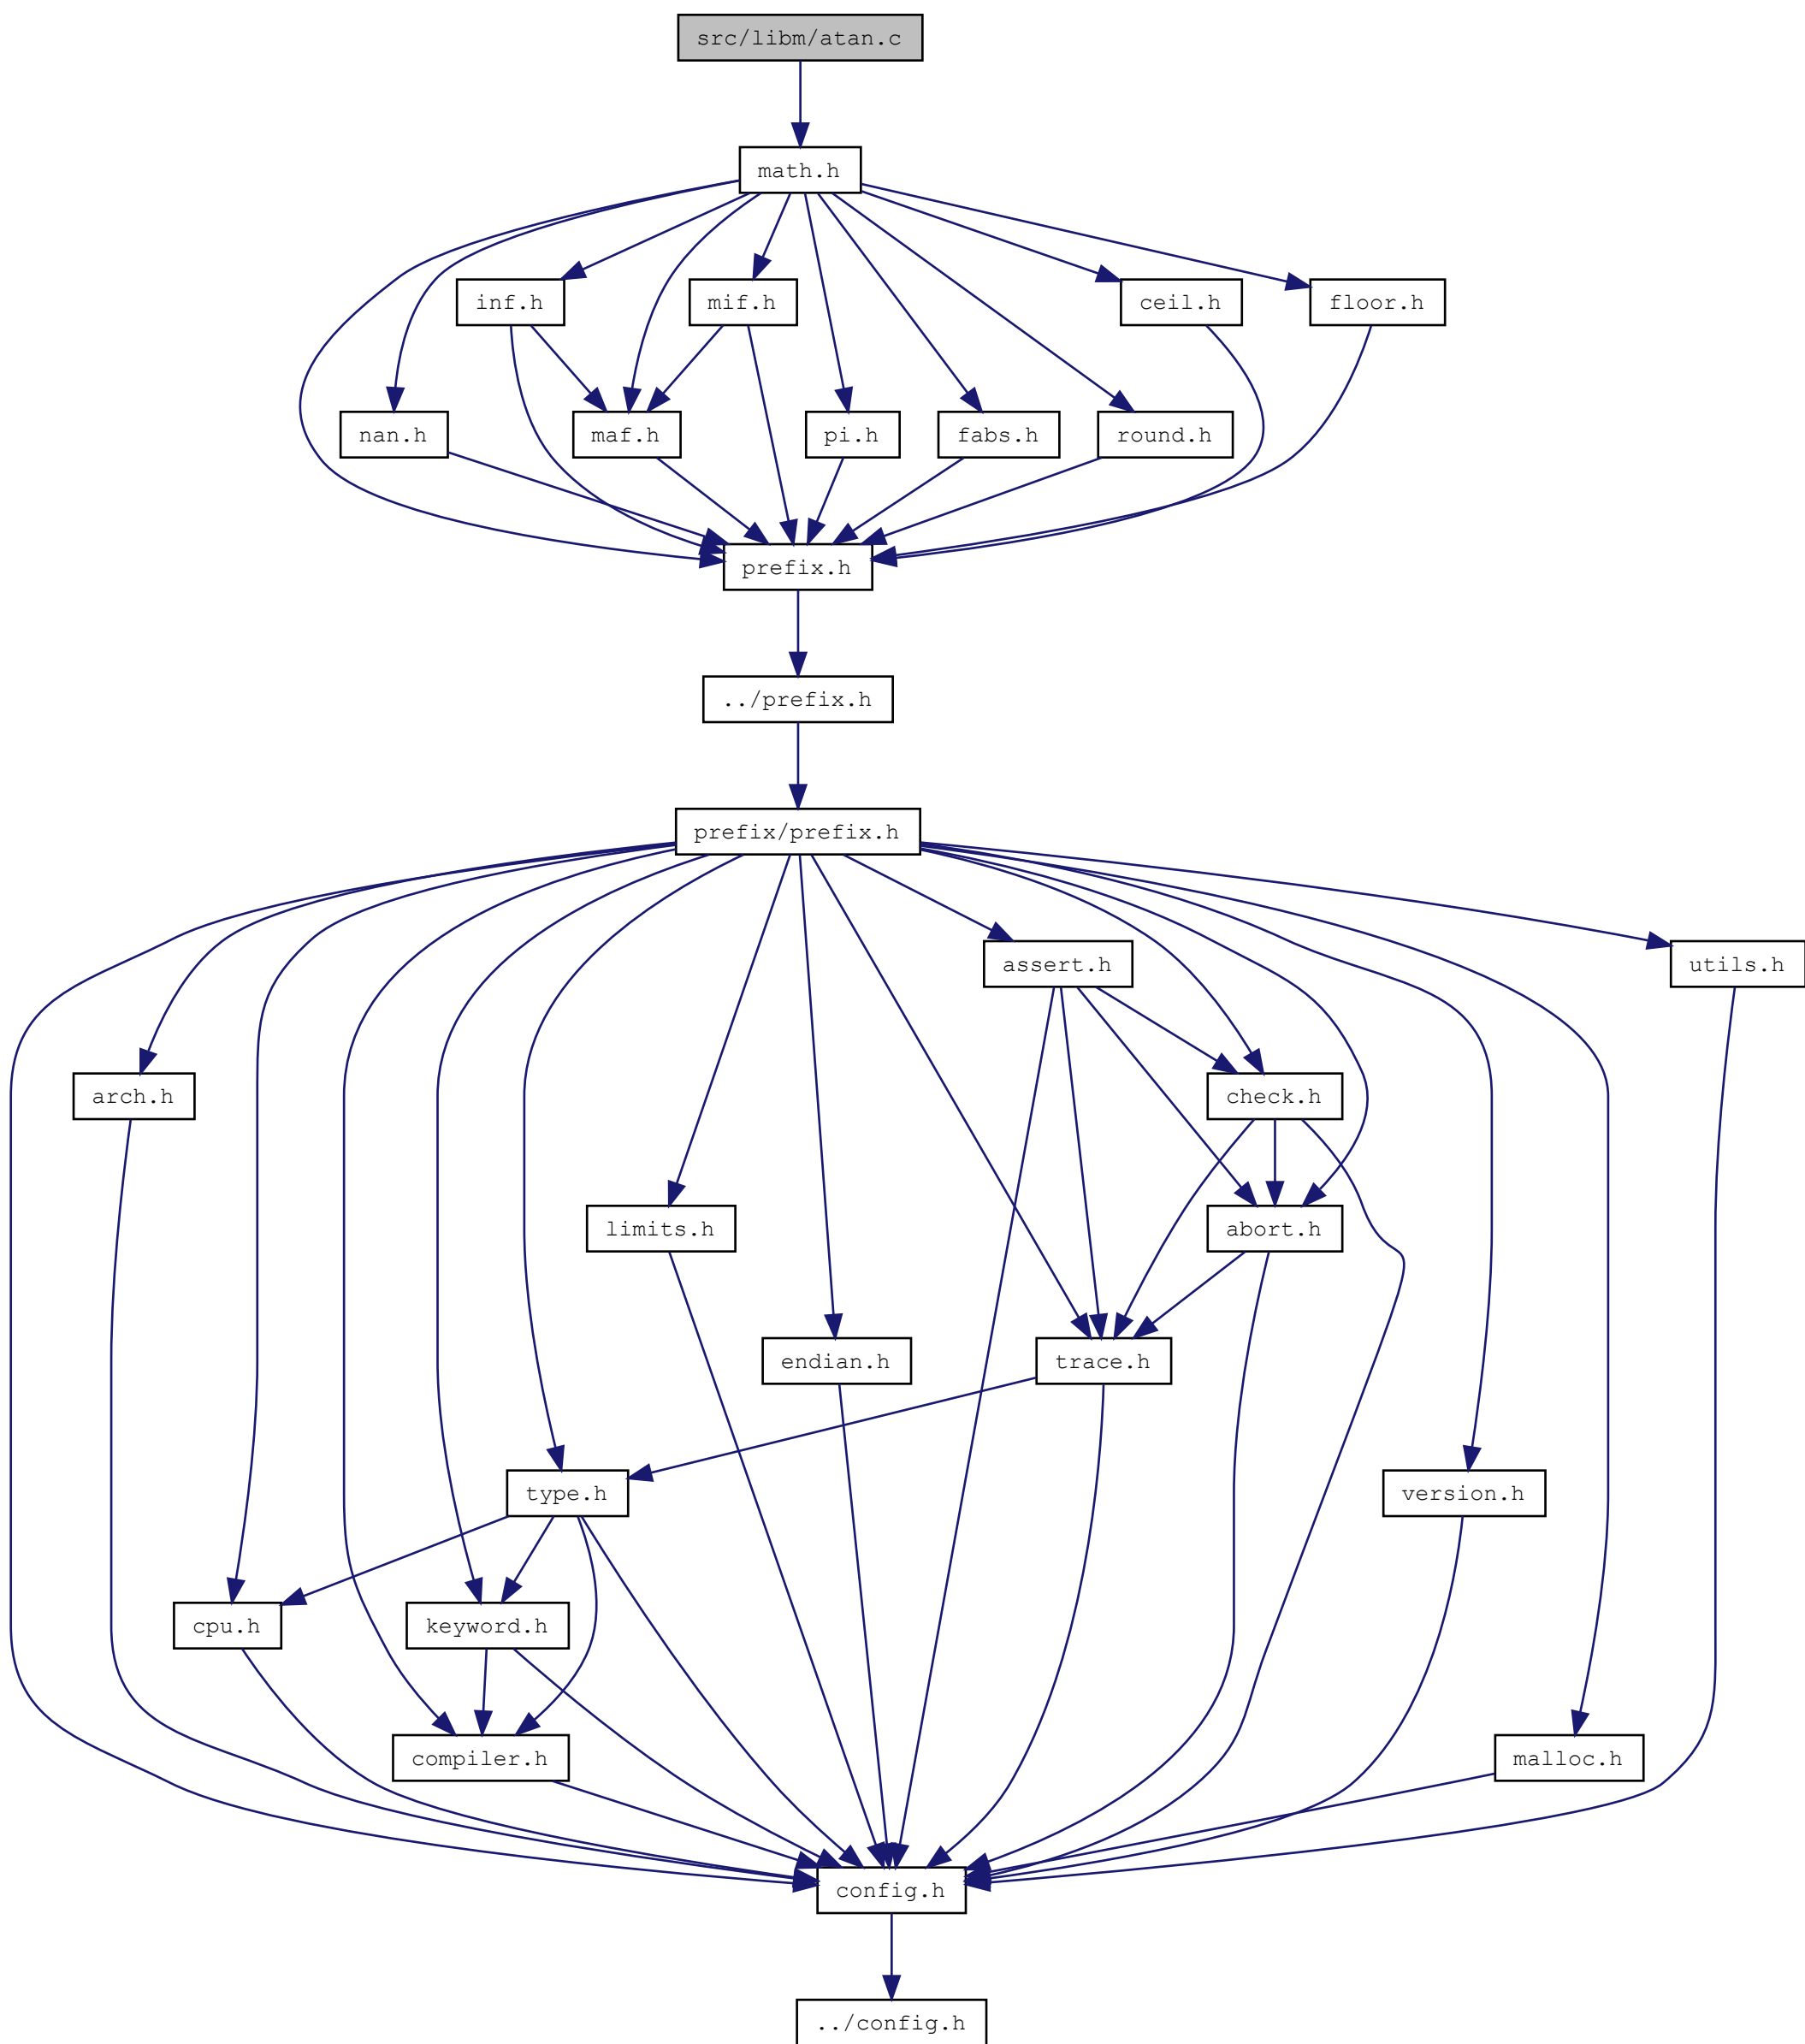 src/libm/atan.c
math.h
inf.h
mif.h
ceil.h
floor.h
nan.h
maf.h
pi.h
fabs.h
round.h
prefix.h
../prefix.h
prefix/prefix.h
assert.h
utils.h
arch.h
check.h
limits.h
abort.h
endian.h
trace.h
type.h
version.h
cpu.h
keyword.h
compiler.h
malloc.h
config.h
../config.h